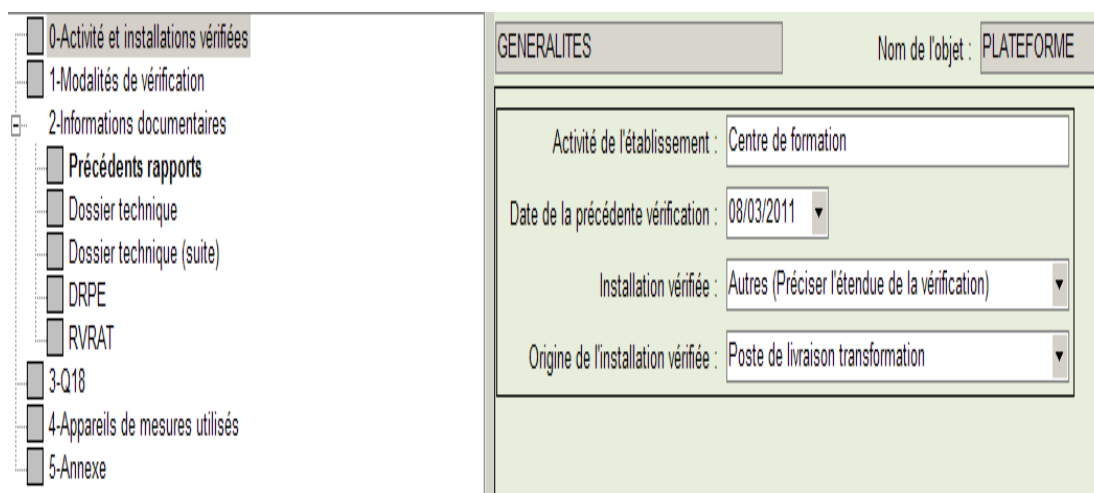 0-Activité et installations vérifiées
1-Modalités de vérification
2-Informations documentaires
Précédents rapports
Dossier technique
Dossier technique (suite)
DRPE
RVRAT
3-Q18
4-Appareils de mesures utilisés
5-Annexe
GENERALITES Nom de l'objet : PLATEFORME
Activité de l'établissement : Centre de formation
Date de la précédente vérification : 08/03/2011
Installation vérifiée : Autres (Préciser l'étendue de la vérification)
Origine de l'installation vérifiée : Poste de livraison transformation